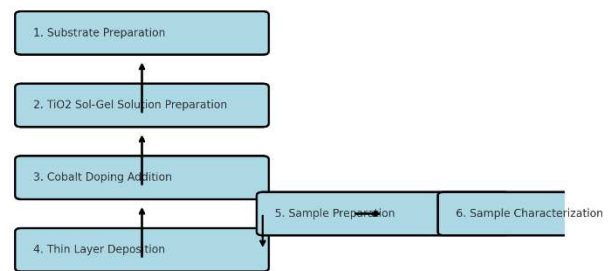 1. Substrate Preparation
2. TiO2 Sol-Gel Solution Preparation
3. Cobalt Doping Addition
4. Thin Layer Deposition
5. Sample Preparation
6. Sample Characterization